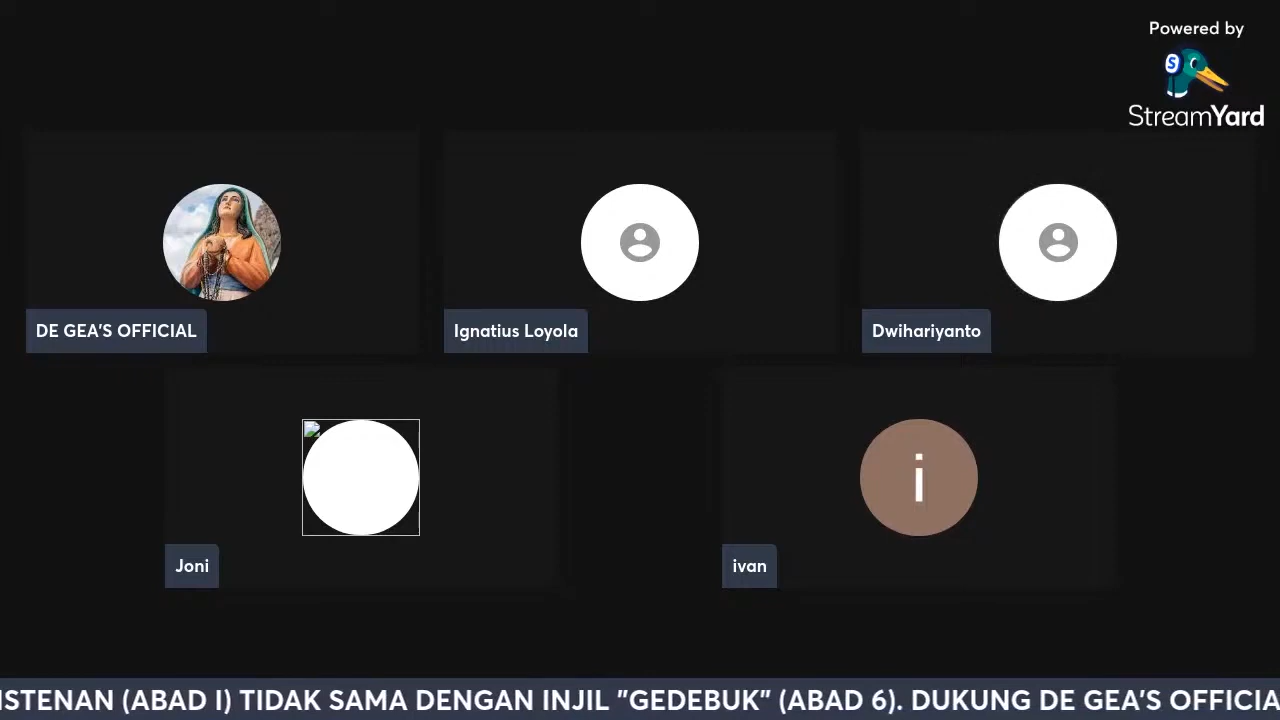 Powered by
StreamYard
DE GEA'S OFFICIAL
Ignatius Loyola
Dwihariyanto
i
Joni
ivan
ISTENAN (ABAD I) TIDAK SAMA DENGAN INJIL "GEDEBUK" (ABAD 6). DUKUNG DE GEA'S OFFICIA